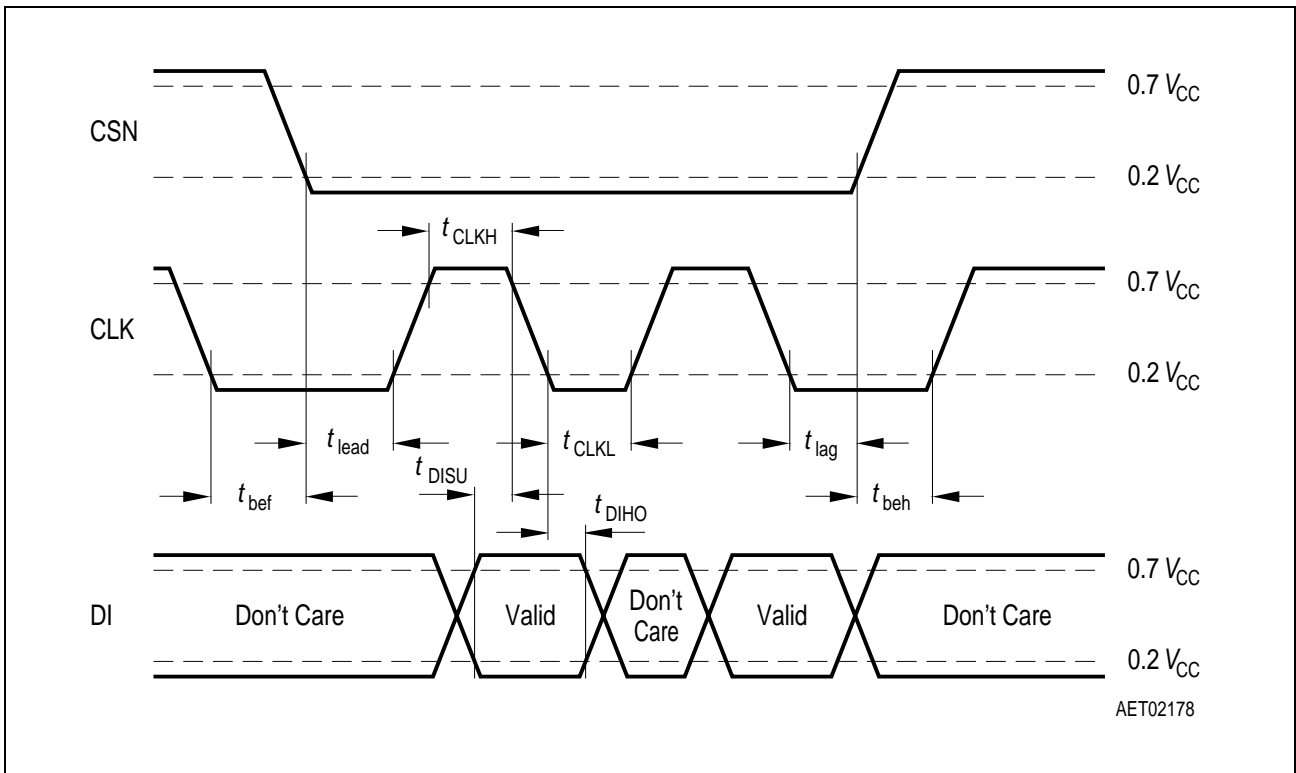 0.7 VCC
CSN
0.2 VCC
tCLKH
0.7 VCC
CLK
0.2 VCC
tlead
tCLKL
tlag
tDISU
tbef
tDIHO
tbeh
0.7 VCC
DI
Don't Care
Valid
Don't
Care
Valid
Don't Care
0.2 VCC
AET02178